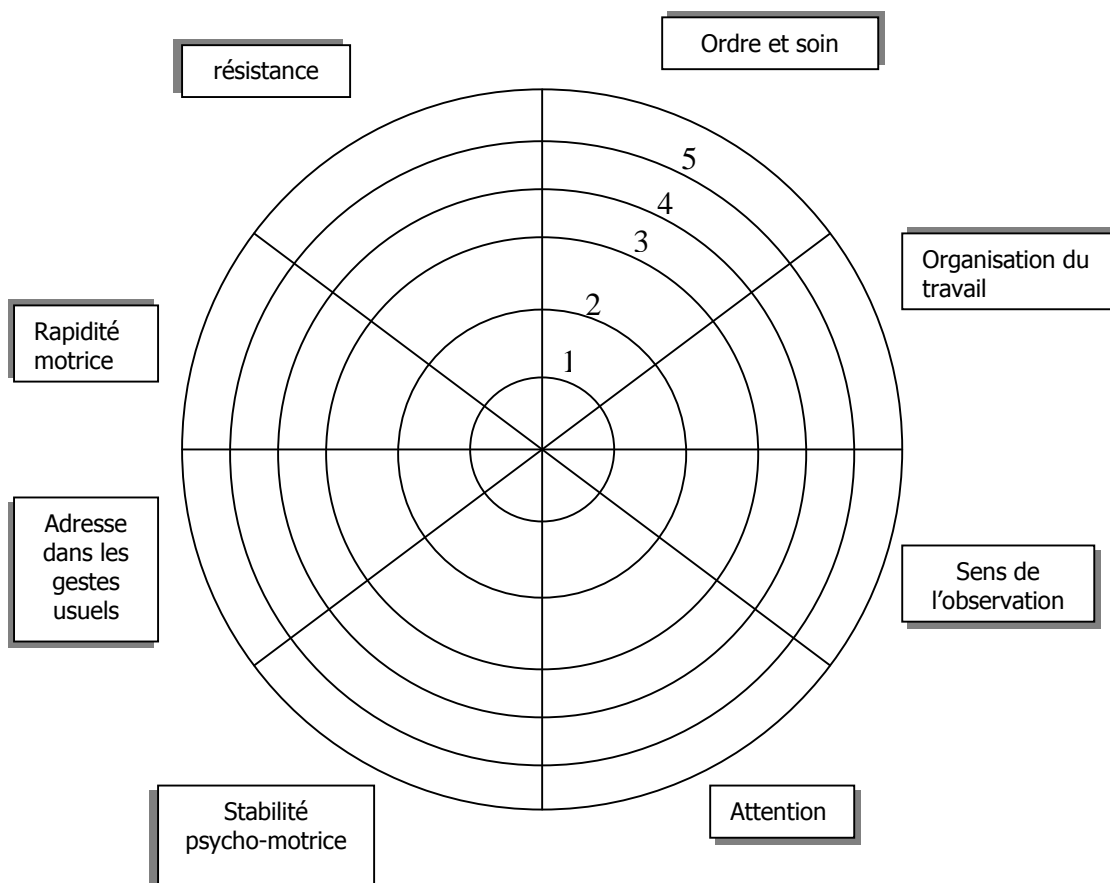 Ordre et soin
résistance
5
4
3
2
1
Organisation du
travail
Rapidité
motrice
Adresse
dans les
gestes
usuels
Sens de
l’observation
Stabilité
psycho-motrice
Attention